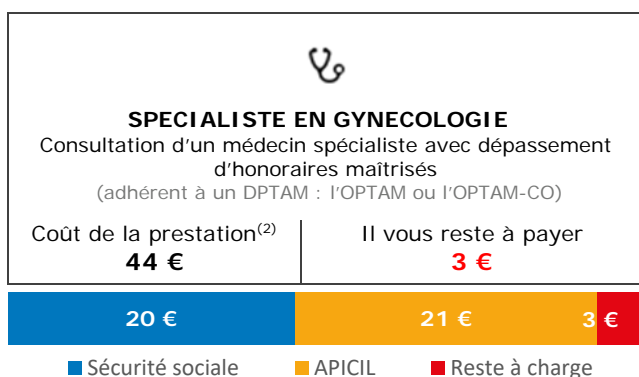 SPECIALISTE EN GYNECOLOGIE
Consultation d'un médecin spécialiste avec dépassement
d'honoraires maîtrisés
(adhérent à un DPTAM : l'OPTAM ou l'OPTAM-CO)
Coût de la prestation(2)
44 €
Il vous reste à payer
3 €
20 € 21 € 3 €
Sécurité sociale APICIL Reste à charge